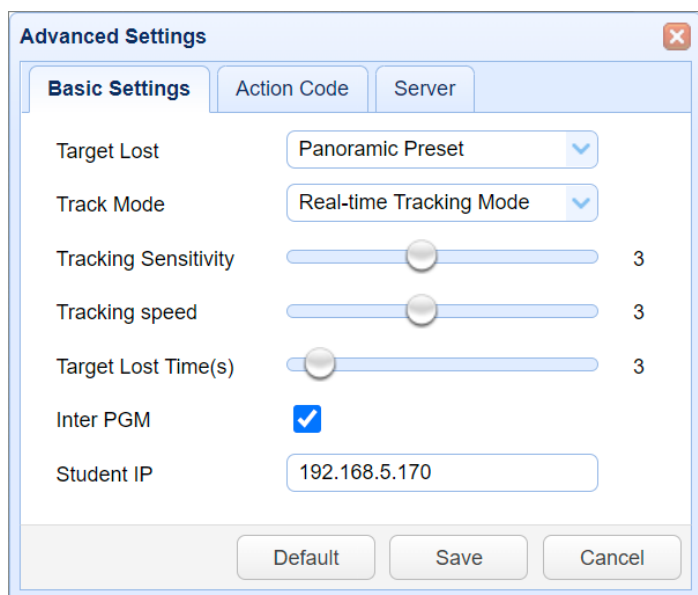 Advanced Settings
Basic Settings Action Code Server
Target Lost Panoramic Preset
Track Mode Real-time Tracking Mode
Tracking Sensitivity 3
Tracking speed 3
Target Lost Time(s) 3
Inter PGM
Student IP 192.168.5.170
Default Save Cancel